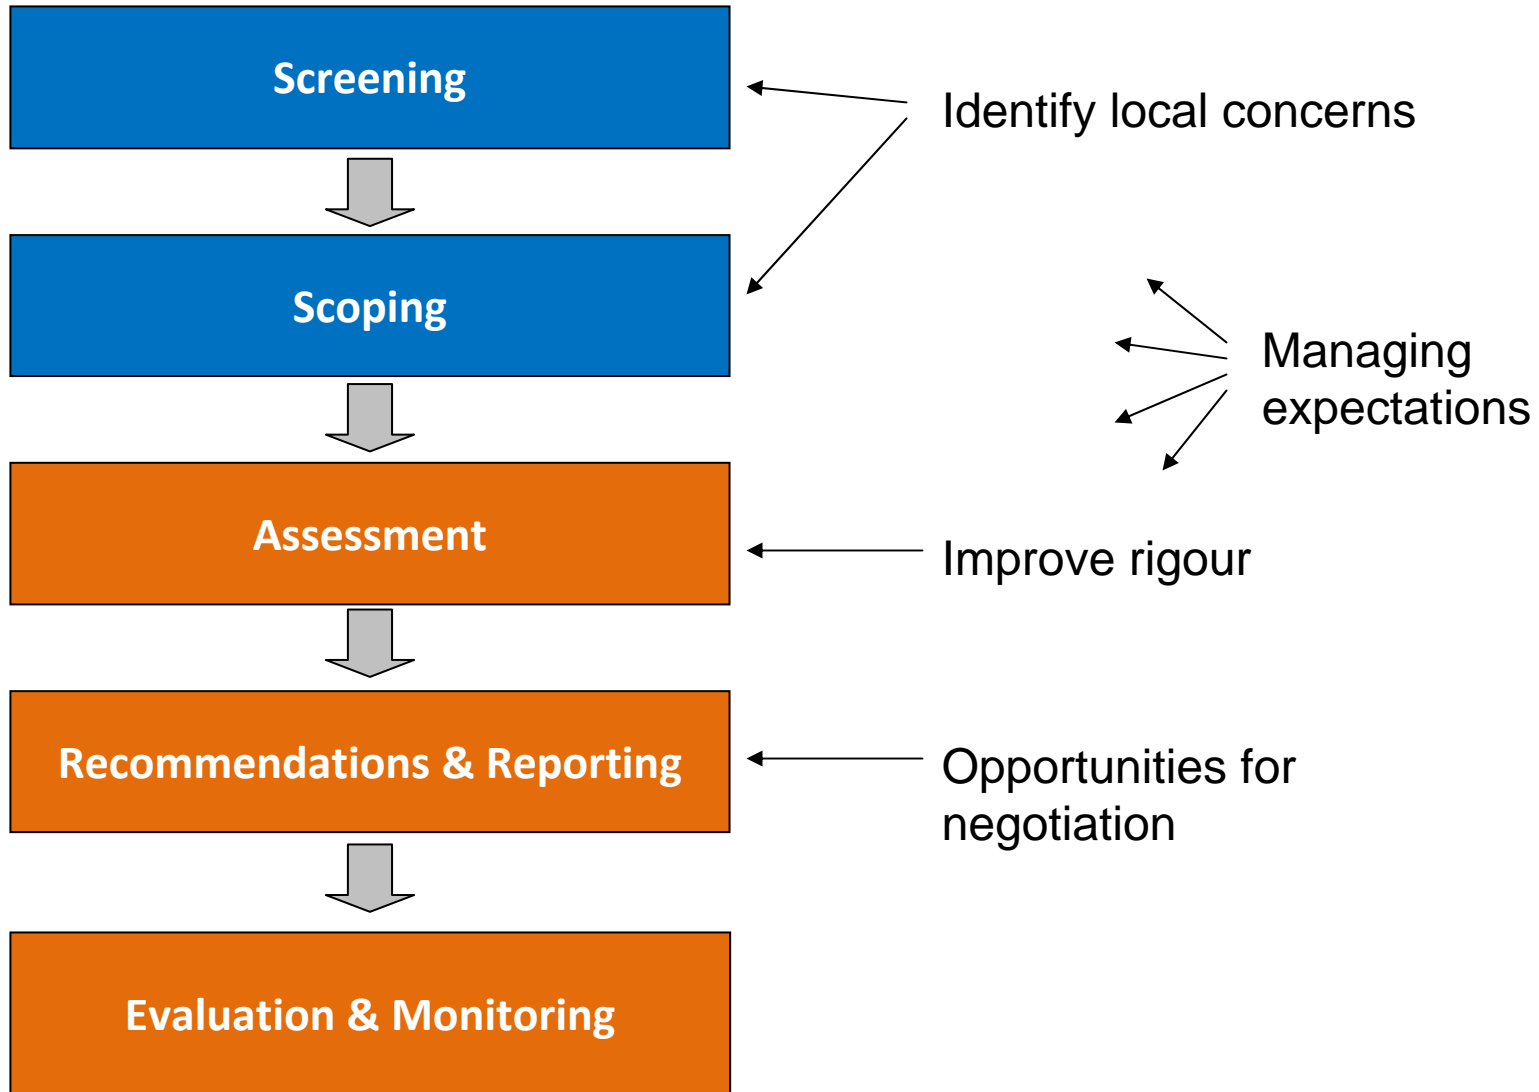 Screening
Identify local concerns
Scoping
Managing
expectations
Assessment
Improve rigour
Recommendations & Reporting
Opportunities for
negotiation
Evaluation & Monitoring